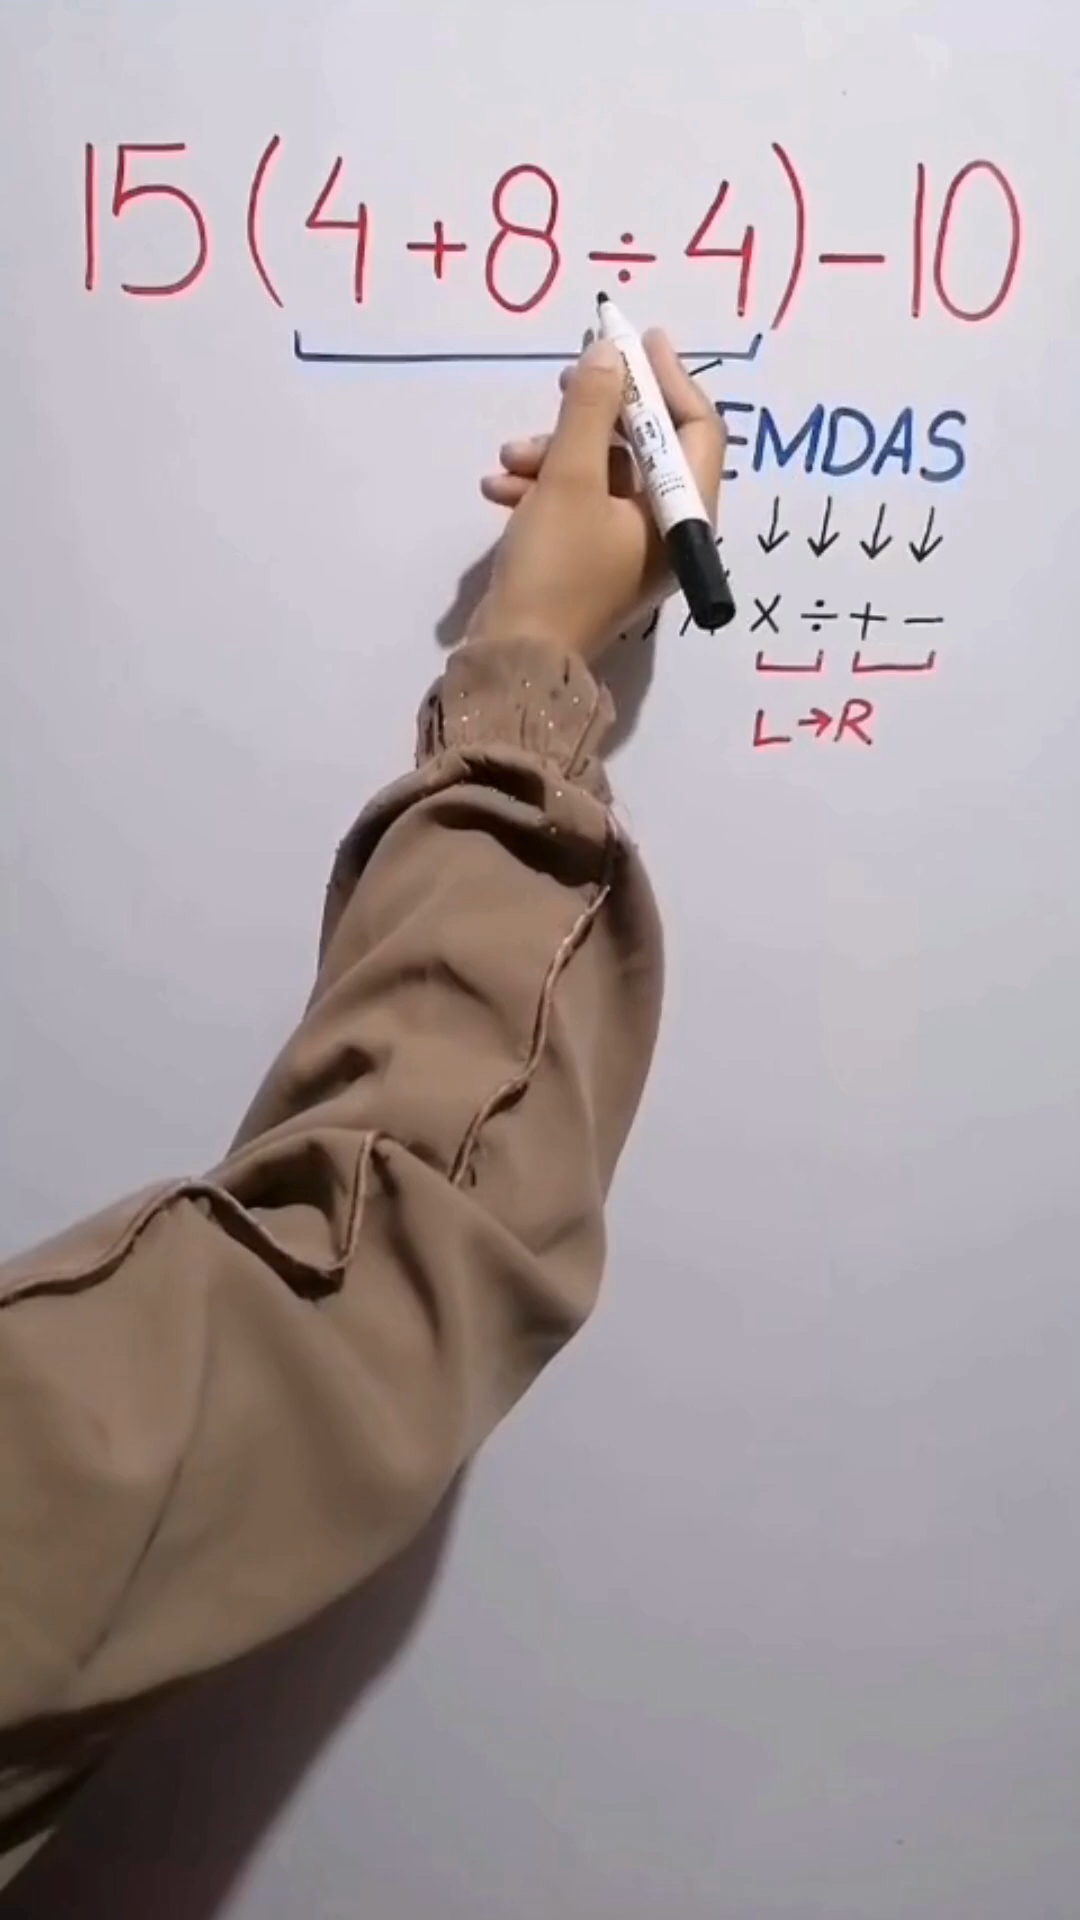 15(4+8÷4)-10
EMDAS
↓ ↓ ↓ ↓
x ÷ + -
L→R